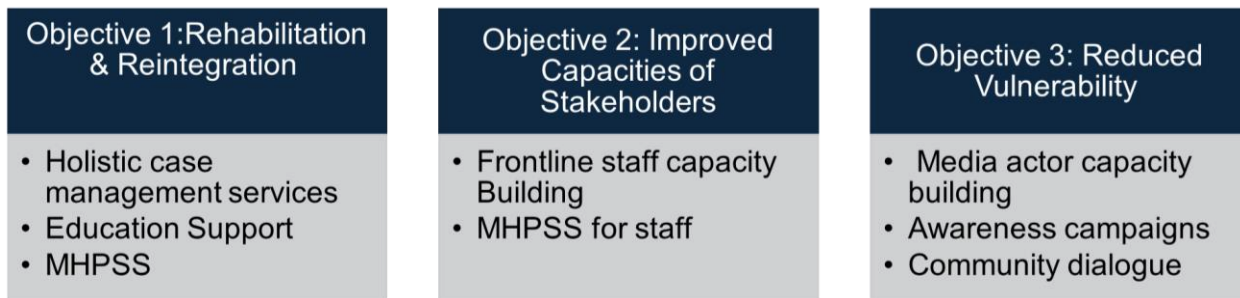 Objective 1:Rehabilitation
& Reintegration
• Holistic case
management services
• Education Support
• MHPSS
Objective 2: Improved
Capacities of
Stakeholders
• Frontline staff capacity
Building
• MHPSS for staff
Objective 3: Reduced
Vulnerability
• Media actor capacity
building
• Awareness campaigns
• Community dialogue